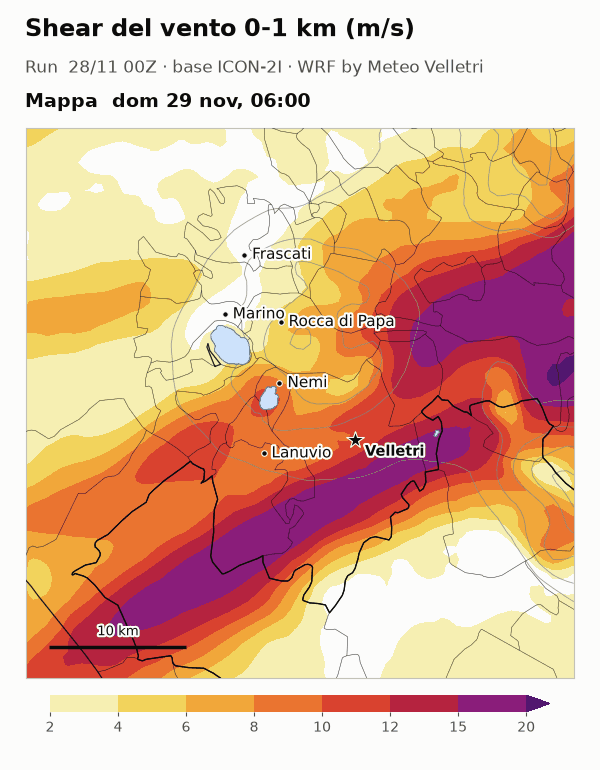 Shear del vento 0-1 km (m/s)
Run  28/11 00Z · base ICON-2I · WRF by Meteo Velletri
Mappa  dom 29 nov, 06:00
Frascati
Marino
Rocca di Papa
Nemi
Velletri
Lanuvio
10 km
2 4 6 8 10 12 15 20